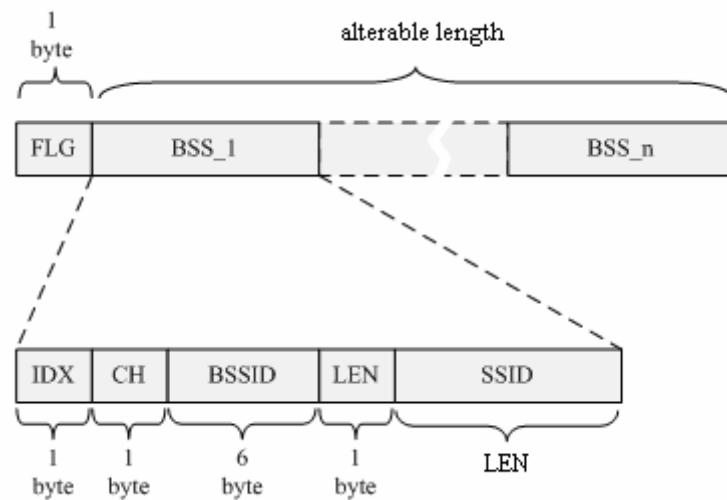 1
byte
alterable length
FLG
BSS_1
BSS_n
IDX
CH
BSSID
LEN
SSID
1
byte
1
byte
6
byte
1
byte
LEN